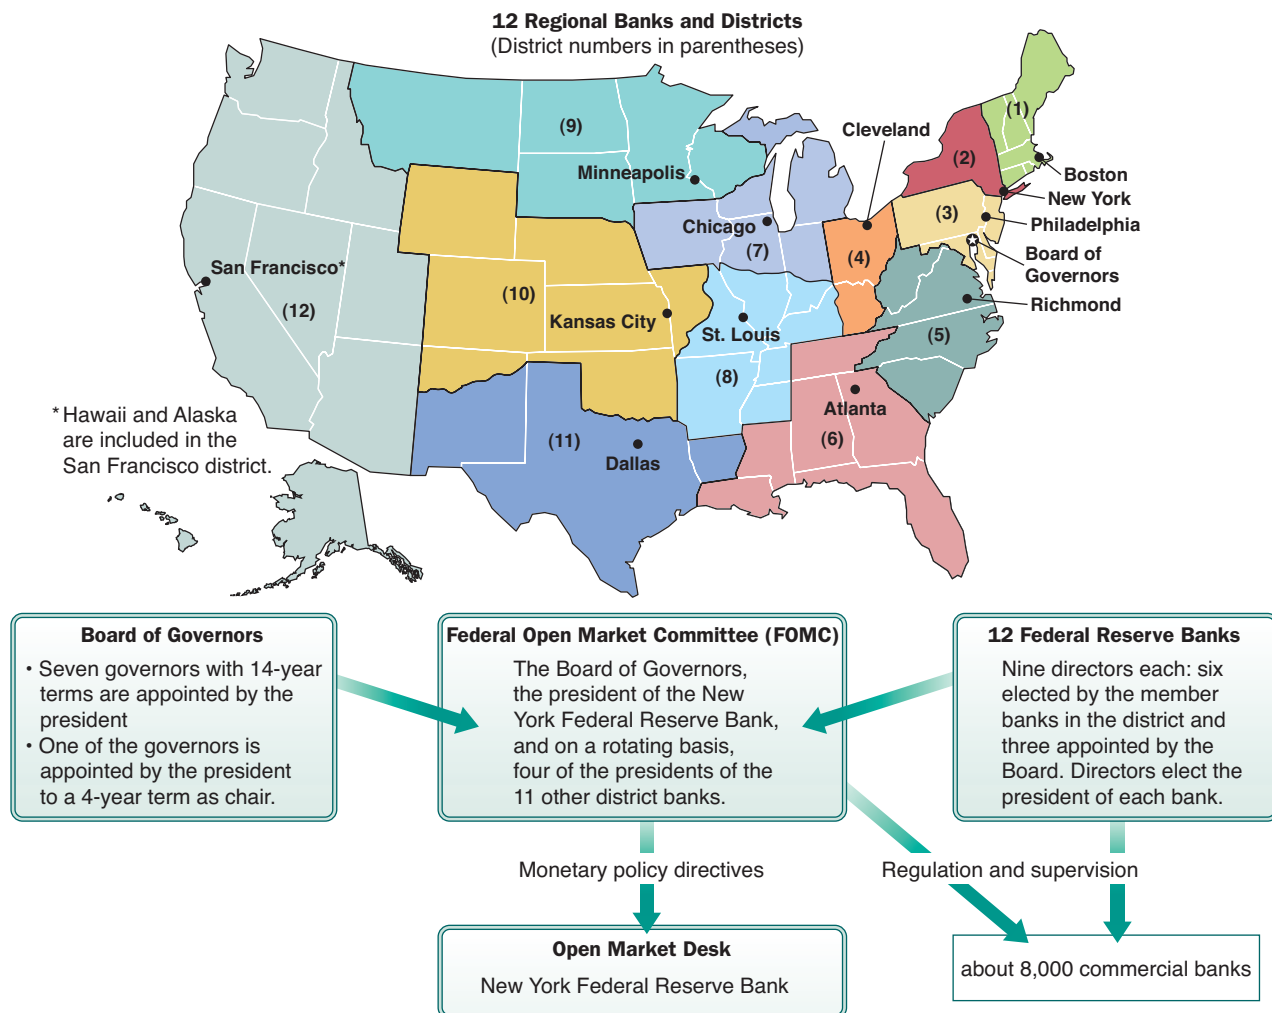 12 Regional Banks and Districts
(District numbers in parentheses)
(1)
(9)
Cleveland
(2)
Minneapolis
Boston
New York
(3)
Philadelphia
Chicago
(7)
(4)
Board of
Governors
San Francisco*
(12)
(10)
Richmond
Kansas City
St. Louis
(5)
(8)
Atlanta
(6)
*Hawaii and Alaska
are included in the
San Francisco district.
(11)
Dallas
Board of Governors
• Seven governors with 14-year
terms are appointed by the
president
• One of the governors is
appointed by the president
to a 4-year term as chair.
Federal Open Market Committee (FOMC)
The Board of Governors,
the president of the New
York Federal Reserve Bank,
and on a rotating basis,
four of the presidents of the
11 other district banks.
12 Federal Reserve Banks
Nine directors each: six
elected by the member
banks in the district and
three appointed by the
Board. Directors elect the
president of each bank.
Monetary policy directives
Regulation and supervision
Open Market Desk
New York Federal Reserve Bank
about 8,000 commercial banks